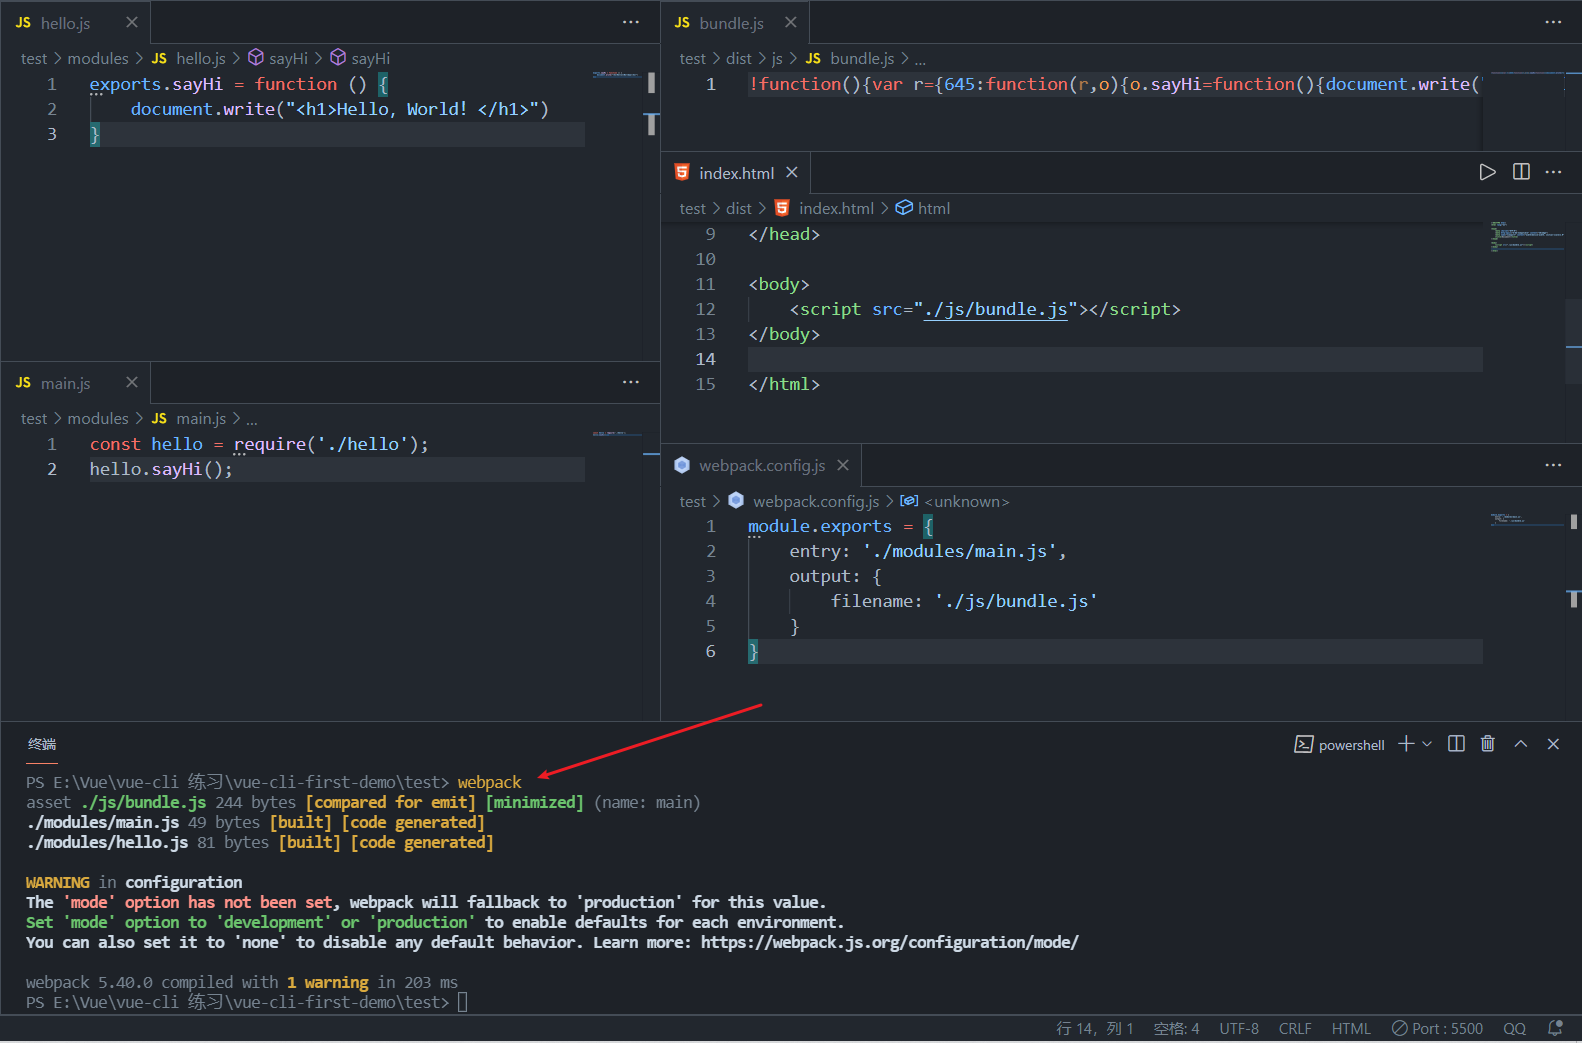 JS hello.js
test > modules > JS hello.js > sayHi > sayHi
1 exports.sayHi = function () {
2     document.write("<h1>Hello, World! </h1>")
3 }
JS main.js
test > modules > JS main.js > ...
1 const hello = require('./hello');
2 hello.sayHi();
JS bundle.js
test > dist > js > JS bundle.js > ...
1 !function(){var r={645:function(r,o){o.sayHi=function(){document.write(
index.html
test > dist > index.html > html
9 </head>
10
11 <body>
12     <script src="./js/bundle.js"></script>
13 </body>
14
15 </html>
webpack.config.js
test > webpack.config.js > <unknown>
1 module.exports = {
2     entry: './modules/main.js',
3     output: {
4         filename: './js/bundle.js'
5     }
6 }
终端
powershell
PS E:\Vue\vue-cli 练习\vue-cli-first-demo\test> webpack
asset ./js/bundle.js 244 bytes [compared for emit] [minimized] (name: main)
./modules/main.js 49 bytes [built] [code generated]
./modules/hello.js 81 bytes [built] [code generated]
WARNING in configuration
The 'mode' option has not been set, webpack will fallback to 'production' for this value.
Set 'mode' option to 'development' or 'production' to enable defaults for each environment.
You can also set it to 'none' to disable any default behavior. Learn more: https://webpack.js.org/configuration/mode/
webpack 5.40.0 compiled with 1 warning in 203 ms
PS E:\Vue\vue-cli 练习\vue-cli-first-demo\test>
行 14, 列 1 空格: 4 UTF-8 CRLF HTML Port : 5500 QQ